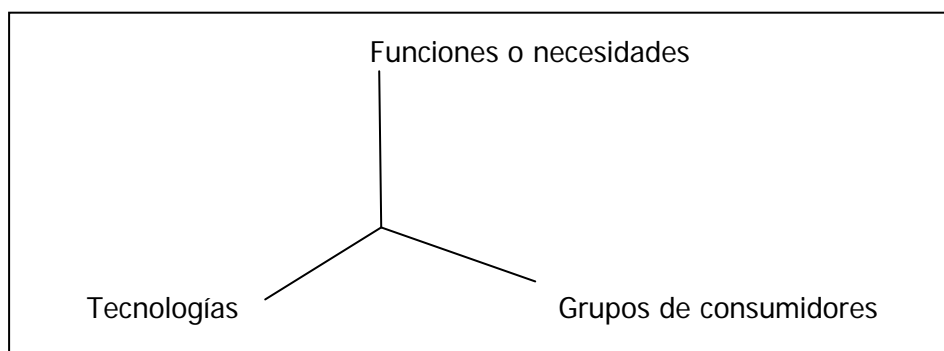 Funciones o necesidades
Tecnologías
Grupos de consumidores